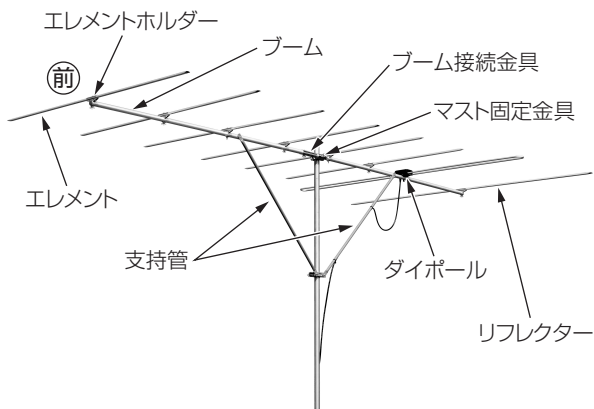 エレメントホルダー
ブーム
前
ブーム接続金具
マスト固定金具
エレメント
支持管
ダイポール
リフレクター